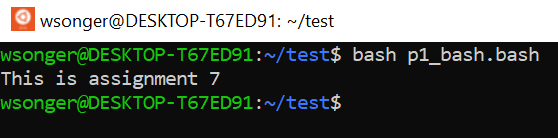 wsonger@DESKTOP-T67ED91: ~/test
wsonger@DESKTOP-T67ED91:~/test$ bash p1_bash.bash
This is assignment 7
wsonger@DESKTOP-T67ED91:~/test$